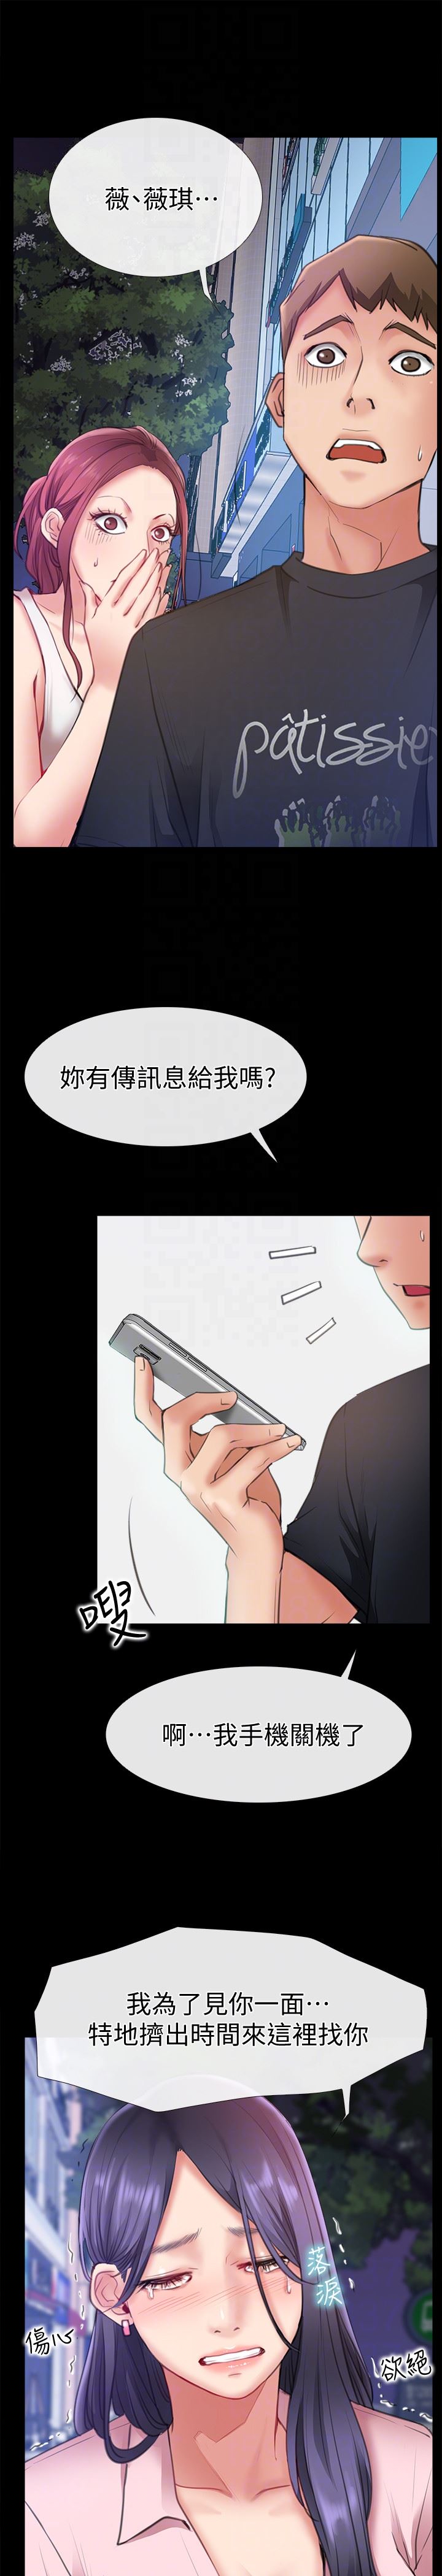 薇、薇琪⋯
pâtissie
妳有傳訊息給我嗎?
嗖
啊⋯我手機關機了
我為了見你一面⋯
特地擠出時間來這裡找你
落淚
傷心
欲絕